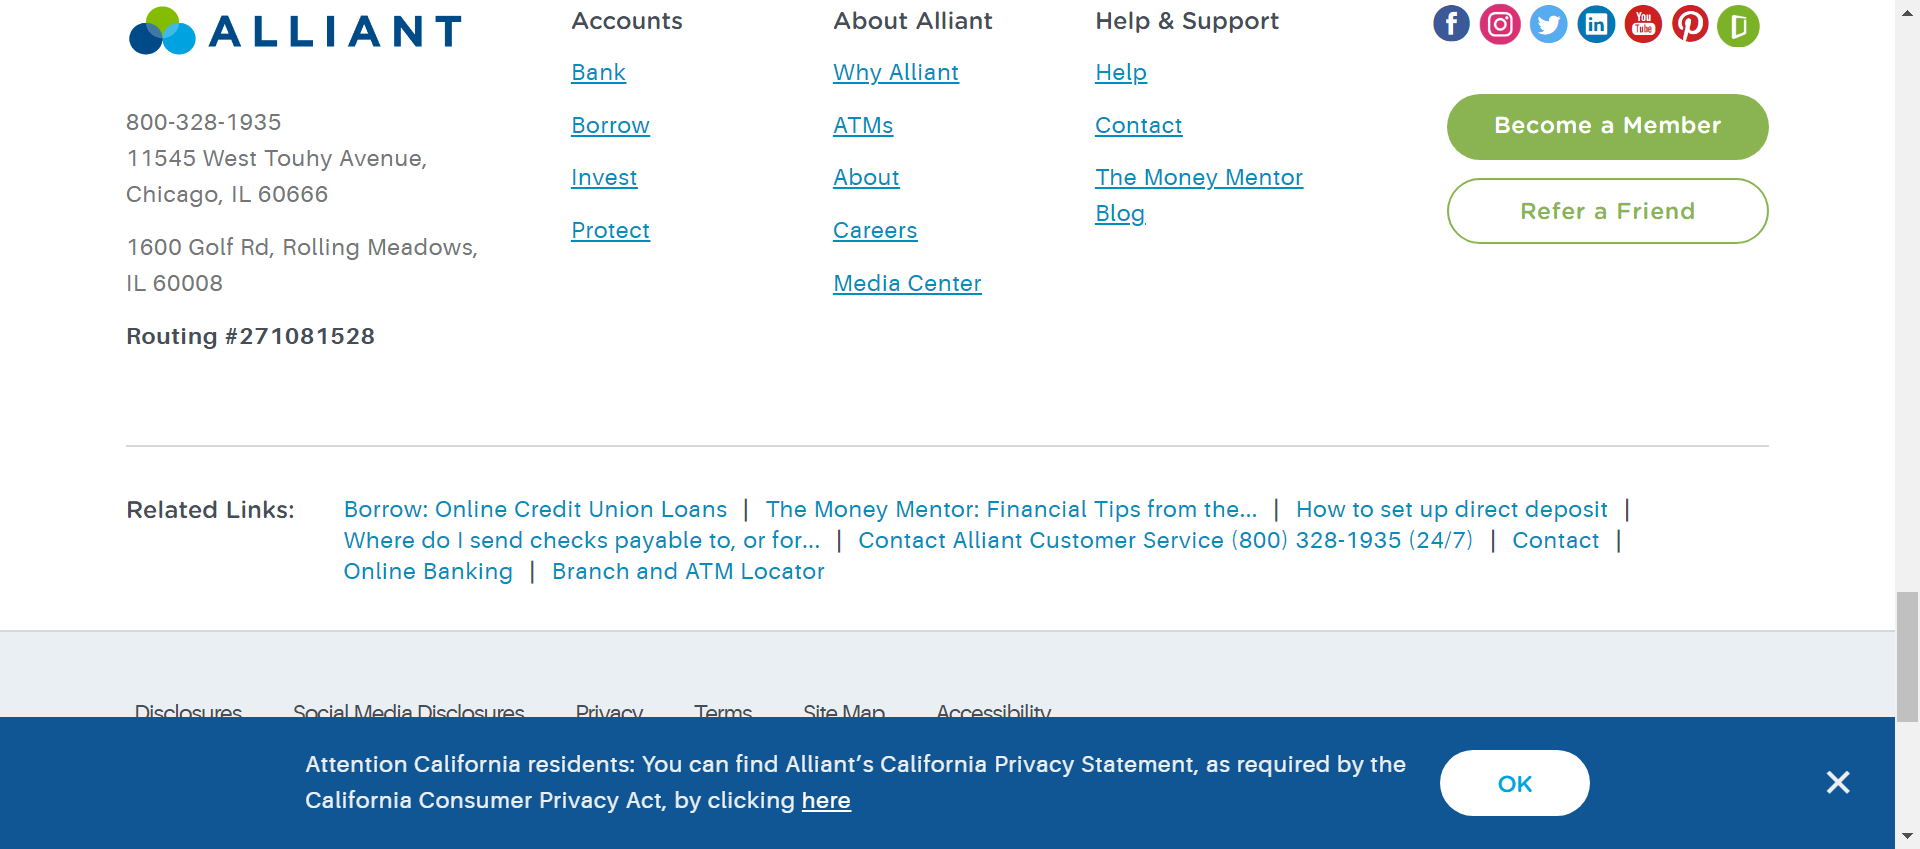 ALLIANT
800-328-1935
11545 West Touhy Avenue,
Chicago, IL 60666
1600 Golf Rd, Rolling Meadows,
IL 60008
Routing #271081528
Accounts
Bank
Borrow
Invest
Protect
About Alliant
Why Alliant
ATMs
About
Careers
Media Center
Help & Support
Help
Contact
The Money Mentor
Blog
You
Tube
Become a Member
Refer a Friend
Related Links:
Borrow: Online Credit Union Loans | The Money Mentor: Financial Tips from the... | How to set up direct deposit |
Where do I send checks payable to, or for... | Contact Alliant Customer Service (800) 328-1935 (24/7) | Contact |
Online Banking | Branch and ATM Locator
Disclosures Social Media Disclosures Privacy Terms Site Map Accessibility
Attention California residents: You can find Alliant’s California Privacy Statement, as required by the
California Consumer Privacy Act, by clicking here
OK